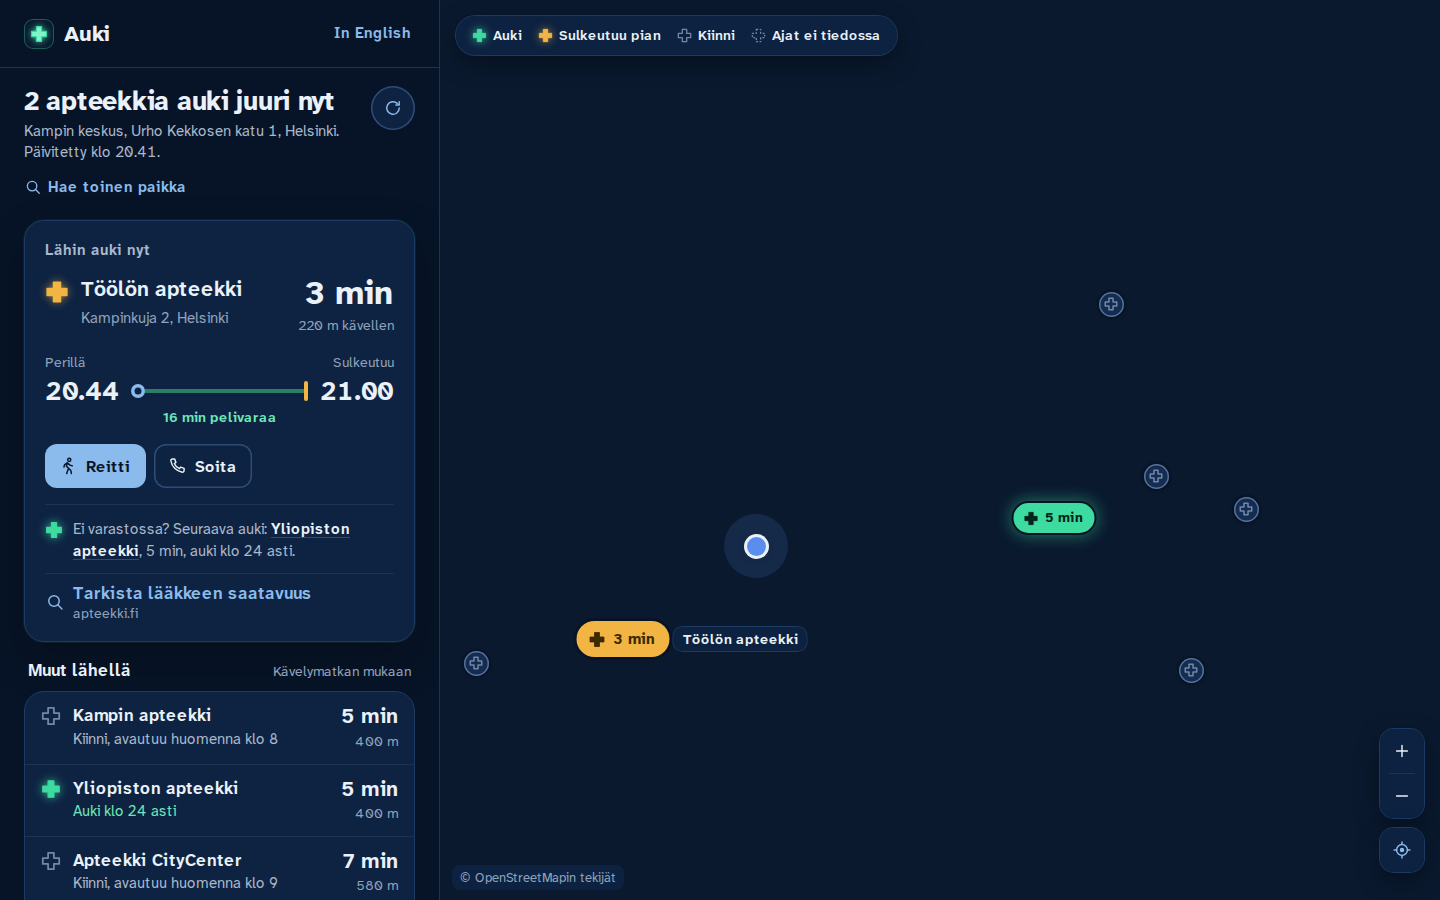 Auki
In English
2 apteekkia auki juuri nyt
Kampin keskus, Urho Kekkosen katu 1, Helsinki.
Päivitetty klo 20.41.
Hae toinen paikka
Lähin auki nyt
Töölön apteekki
3 min
Kampinkuja 2, Helsinki
220 m kävellen
Perillä
Sulkeutuu
20.44
21.00
16 min pelivaraa
Reitti
Soita
Ei varastossa? Seuraava auki: Yliopiston
apteekki, 5 min, auki klo 24 asti.
Tarkista lääkkeen saatavuus
apteekki.fi
Muut lähellä
Kävelymatkan mukaan
Kampin apteekki
5 min
Kiinni, avautuu huomenna klo 8
400 m
Yliopiston apteekki
5 min
Auki klo 24 asti
400 m
Apteekki CityCenter
7 min
Kiinni, avautuu huomenna klo 9
580 m
Auki
Sulkeutuu pian
Kiinni
Ajat ei tiedossa
5 min
3 min
Töölön apteekki
+
−
© OpenStreetMapin tekijät